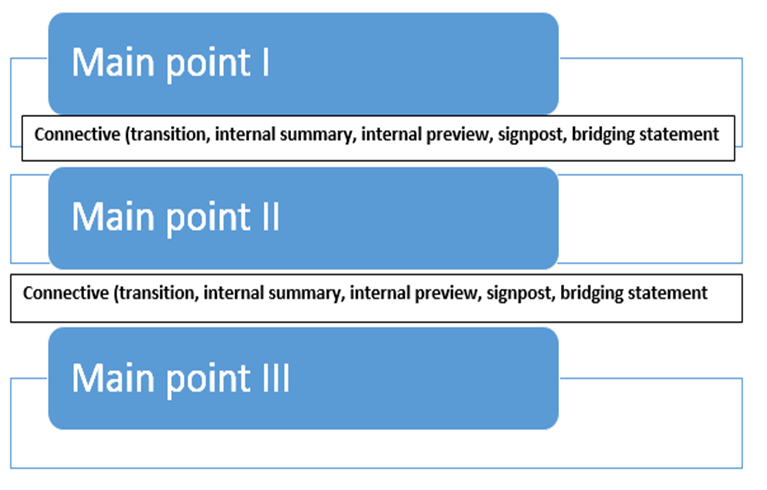 Main point I
Connective (transition, internal summary, internal preview, signpost, bridging statement
Main point II
Connective (transition, internal summary, internal preview, signpost, bridging statement
Main point III